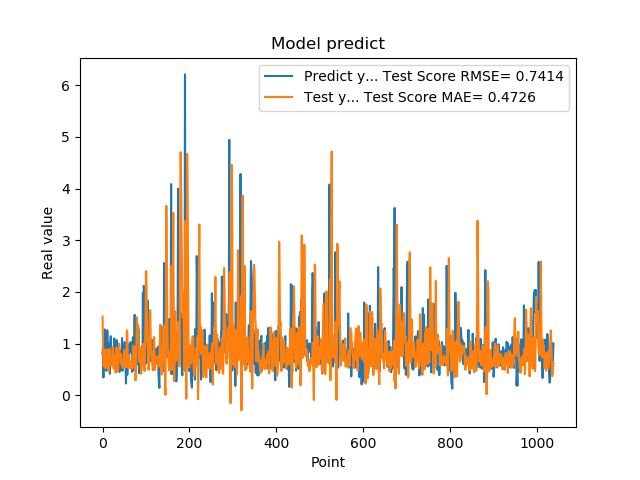 Model predict
Predict y... Test Score RMSE= 0.7414
Test y... Test Score MAE= 0.4726
Real value
6
5
4
3
2
1
0
0 200 400 600 800 1000
Point